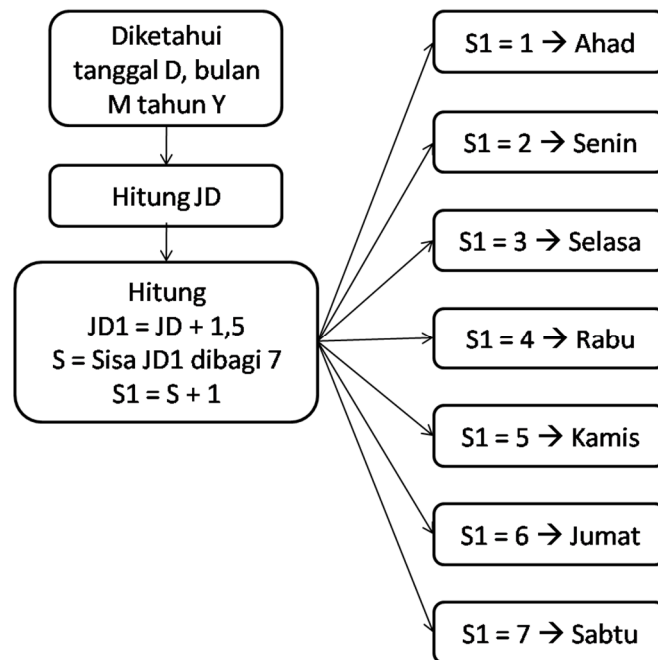 Diketahui
tanggal D, bulan
M tahun Y
Hitung JD
Hitung
JD1 = JD + 1,5
S = Sisa JD1 dibagi 7
S1 = S + 1
S1 = 1 → Ahad
S1 = 2 → Senin
S1 = 3 → Selasa
S1 = 4 → Rabu
S1 = 5 → Kamis
S1 = 6 → Jumat
S1 = 7 → Sabtu